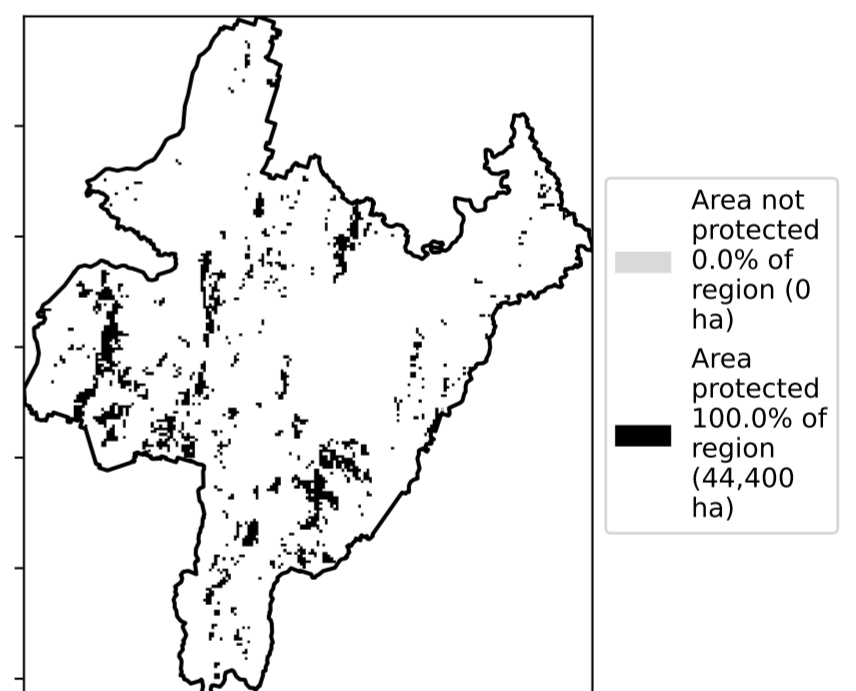 Area not
protected
0.0% of
region (0
ha)
Area
protected
100.0% of
region
(44,400
ha)